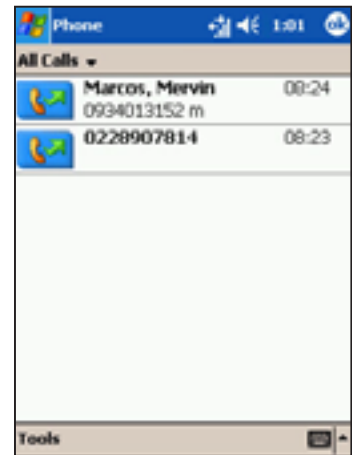 Phone 1:01 ok
All Calls
Marcos, Mervin 08:24
0934013152 m
0228907814 08:23
Tools